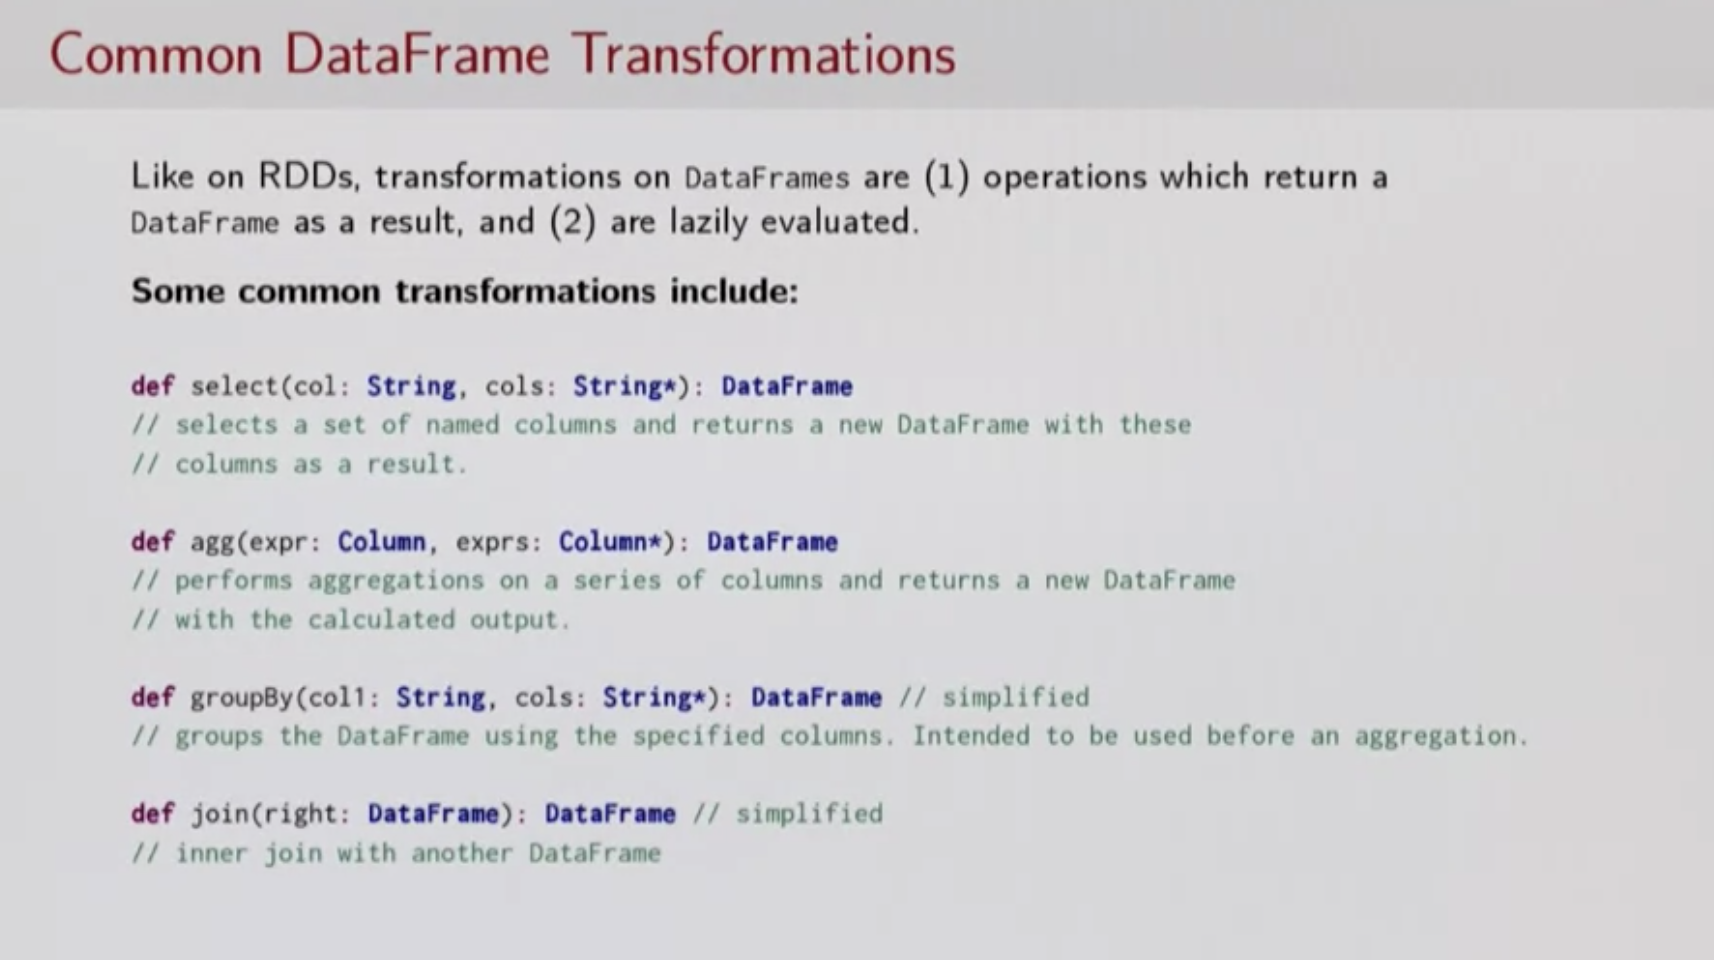 Common DataFrame Transformations
Like on RDDs, transformations on DataFrames are (1) operations which return a
DataFrame as a result, and (2) are lazily evaluated.
Some common transformations include:
def select(col: String, cols: String*): DataFrame
// selects a set of named columns and returns a new DataFrame with these
// columns as a result.
def agg(expr: Column, exprs: Column*): DataFrame
// performs aggregations on a series of columns and returns a new DataFrame
// with the calculated output.
def groupBy(col1: String, cols: String*): DataFrame // simplified
// groups the DataFrame using the specified columns. Intended to be used before an aggregation.
def join(right: DataFrame): DataFrame // simplified
// inner join with another DataFrame